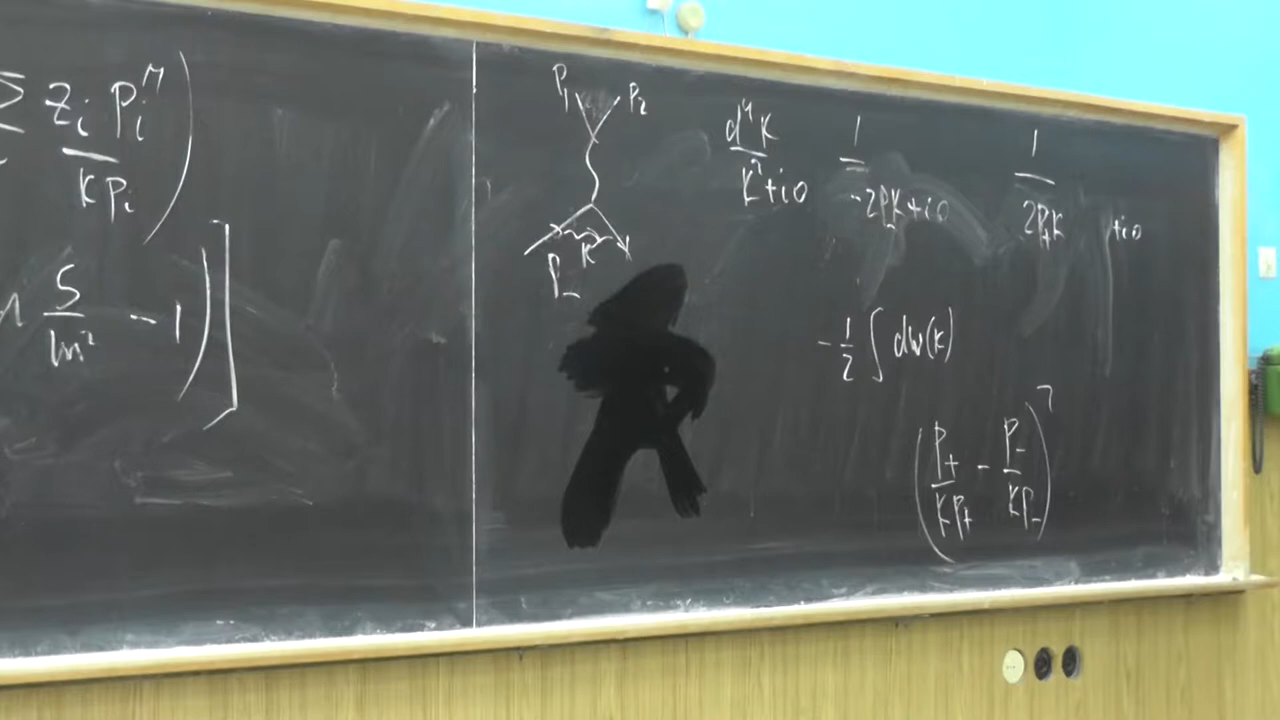 Σ z_i p_i^μ / k p_i )
s / m² - 1 ) ]
P_1 P_2
P_- k
d⁴k / k²+i0 1 / -2P_-k+i0 1 / 2P_+k +i0
- 1/2 ∫ dw(k)
( P_+ / kp_+ - P_- / kp_- )²